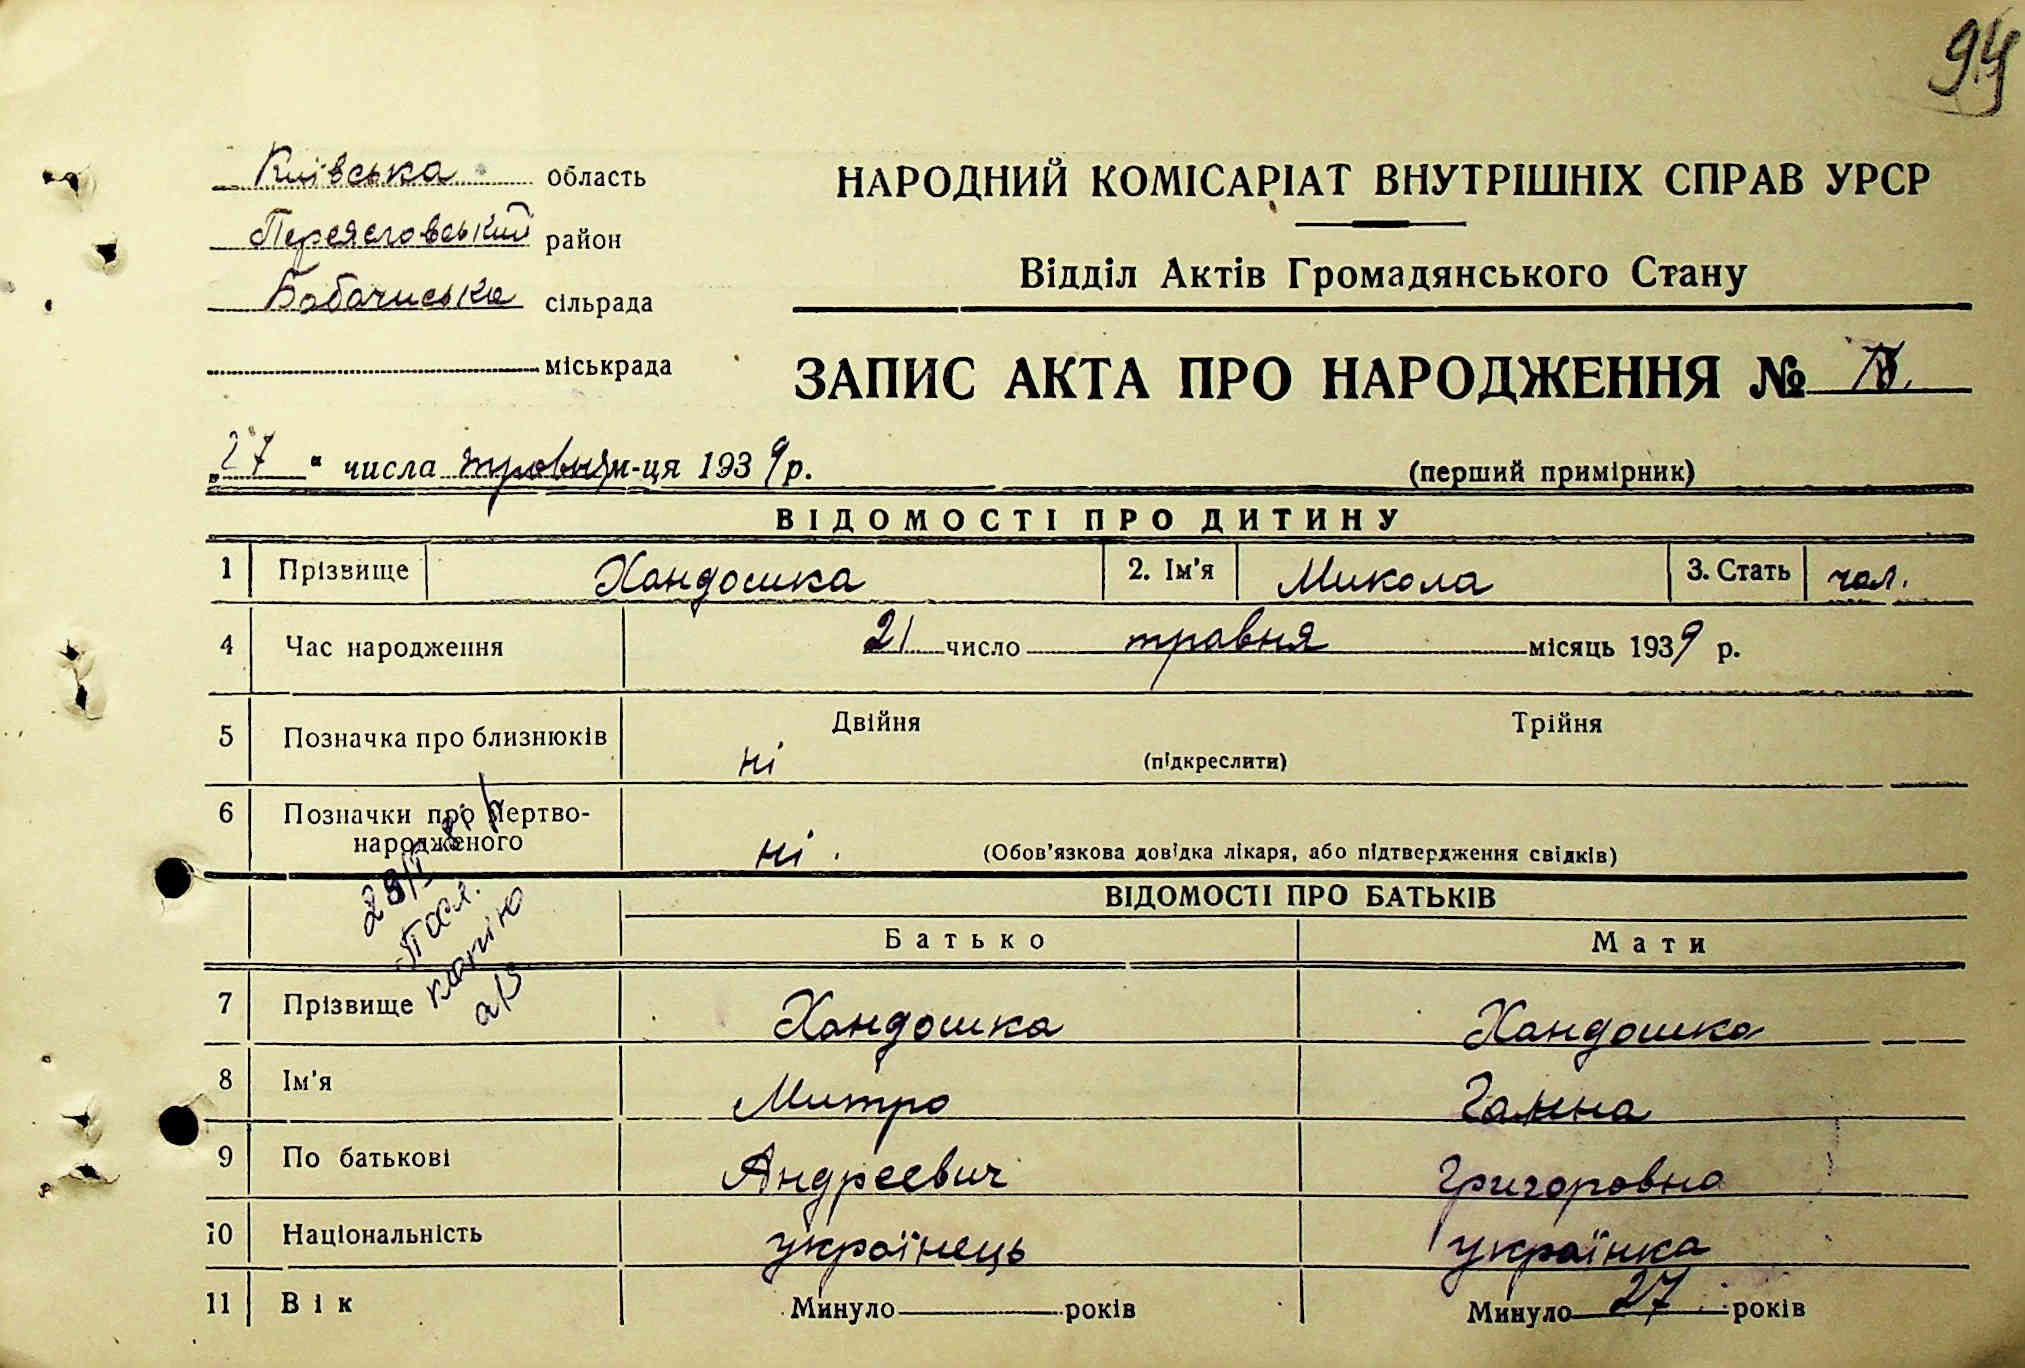 94
Київська область
Переяславський район
сільрада
міськрада
НАРОДНИЙ КОМІСАРІАТ ВНУТРІШНІХ СПРАВ УРСР
Відділ Актів Громадянського Стану
ЗАПИС АКТА ПРО НАРОДЖЕННЯ №
„27“ числа травня м-ця 1939 р.
(перший примірник)
ВІДОМОСТІ ПРО ДИТИНУ
1 Прізвище Хандошка 2. Ім'я Микола 3. Стать чол.
4 Час народження 21 число травня місяць 1939 р.
5 Позначка про близнюків Двійня Трійня
ні (підкреслити)
6 Позначки про мертво-
народженого ні. (Обов'язкова довідка лікаря, або підтвердження свідків)
ВІДОМОСТІ ПРО БАТЬКІВ
Батько Мати
копію
7 Прізвище Хандошка Хандошка
8 Ім'я Митро Ганна
9 По батькові Андреевич Григоровна
10 Національність українець українка
11 Вік Минуло років Минуло 27 років